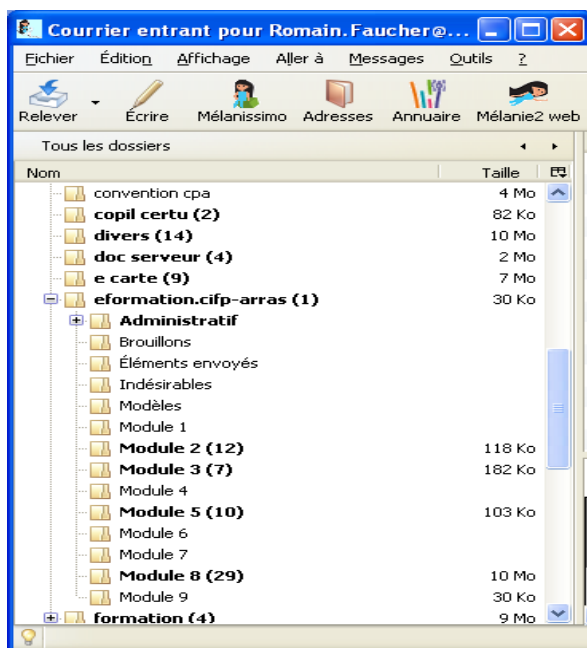 Courrier entrant pour Romain.Faucher@...
Fichier Édition Affichage Aller à Messages Outils ?
Relever Écrire Mélanissimo Adresses Annuaire Mélanie2 web
Tous les dossiers
Nom Taille
convention cpa 4 Mo
copil certu (2) 82 Ko
divers (14) 10 Mo
doc serveur (4) 2 Mo
e carte (9) 7 Mo
eformation.cifp-arras (1) 30 Ko
Administratif
Brouillons
Éléments envoyés
Indésirables
Modèles
Module 1
Module 2 (12) 118 Ko
Module 3 (7) 182 Ko
Module 4
Module 5 (10) 103 Ko
Module 6
Module 7
Module 8 (29) 10 Mo
Module 9 30 Ko
formation (4) 9 Mo